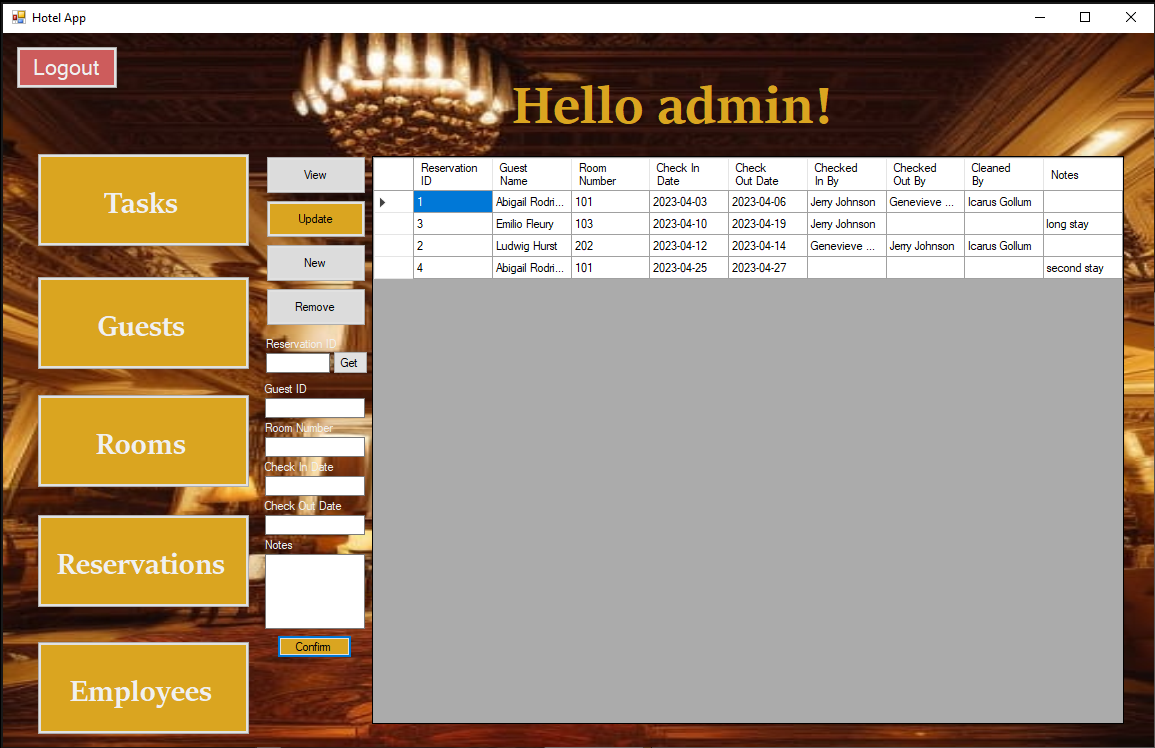 Hotel App
Logout
Hello admin!
Tasks
Guests
Rooms
Reservations
Employees
View
Update
New
Remove
Reservation ID
Get
Guest ID
Room Number
Check In Date
Check Out Date
Notes
Confirm
Reservation ID Guest Name Room Number Check In Date Check Out Date Checked In By Checked Out By Cleaned By Notes
1 Abigail Rodri... 101 2023-04-03 2023-04-06 Jerry Johnson Genevieve ... Icarus Gollum
3 Emilio Fleury 103 2023-04-10 2023-04-19 Jerry Johnson long stay
2 Ludwig Hurst 202 2023-04-12 2023-04-14 Genevieve ... Jerry Johnson Icarus Gollum
4 Abigail Rodri... 101 2023-04-25 2023-04-27 second stay